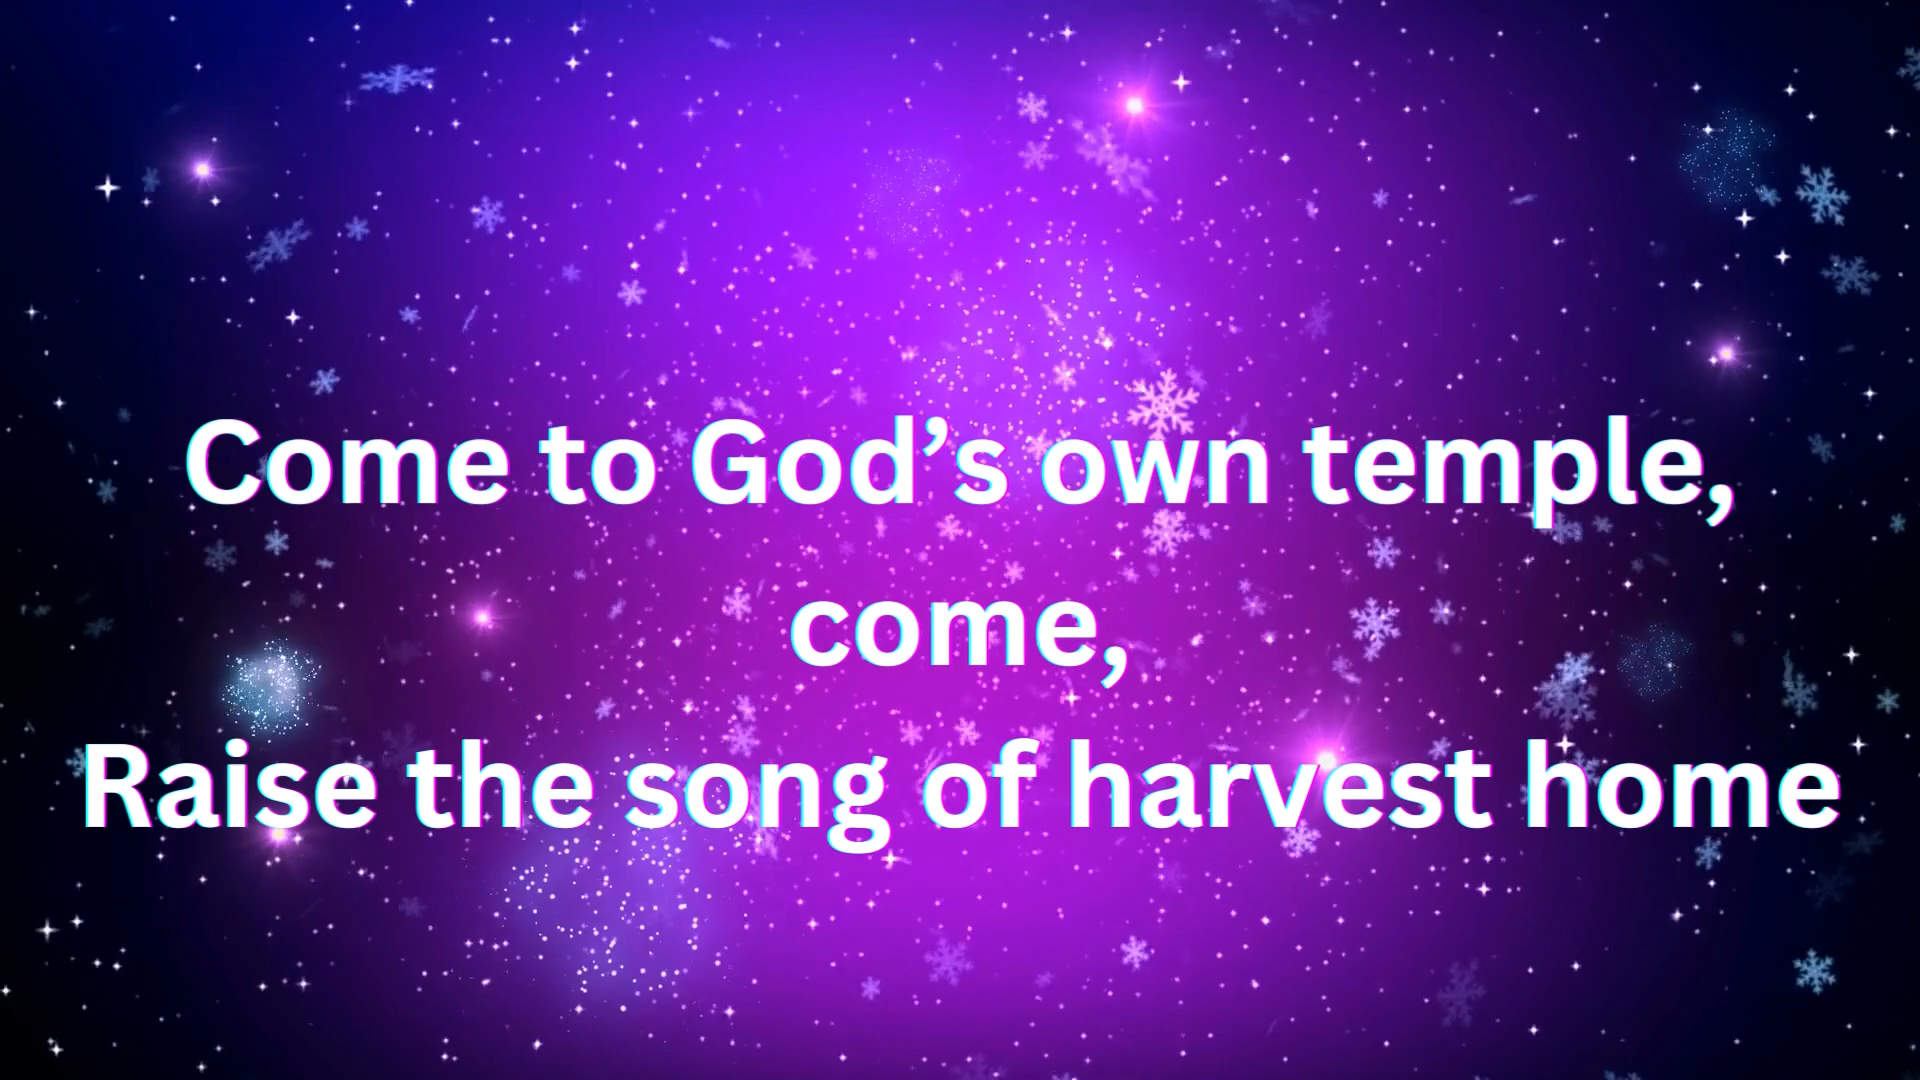 Come to God’s own temple,
come,
Raise the song of harvest home